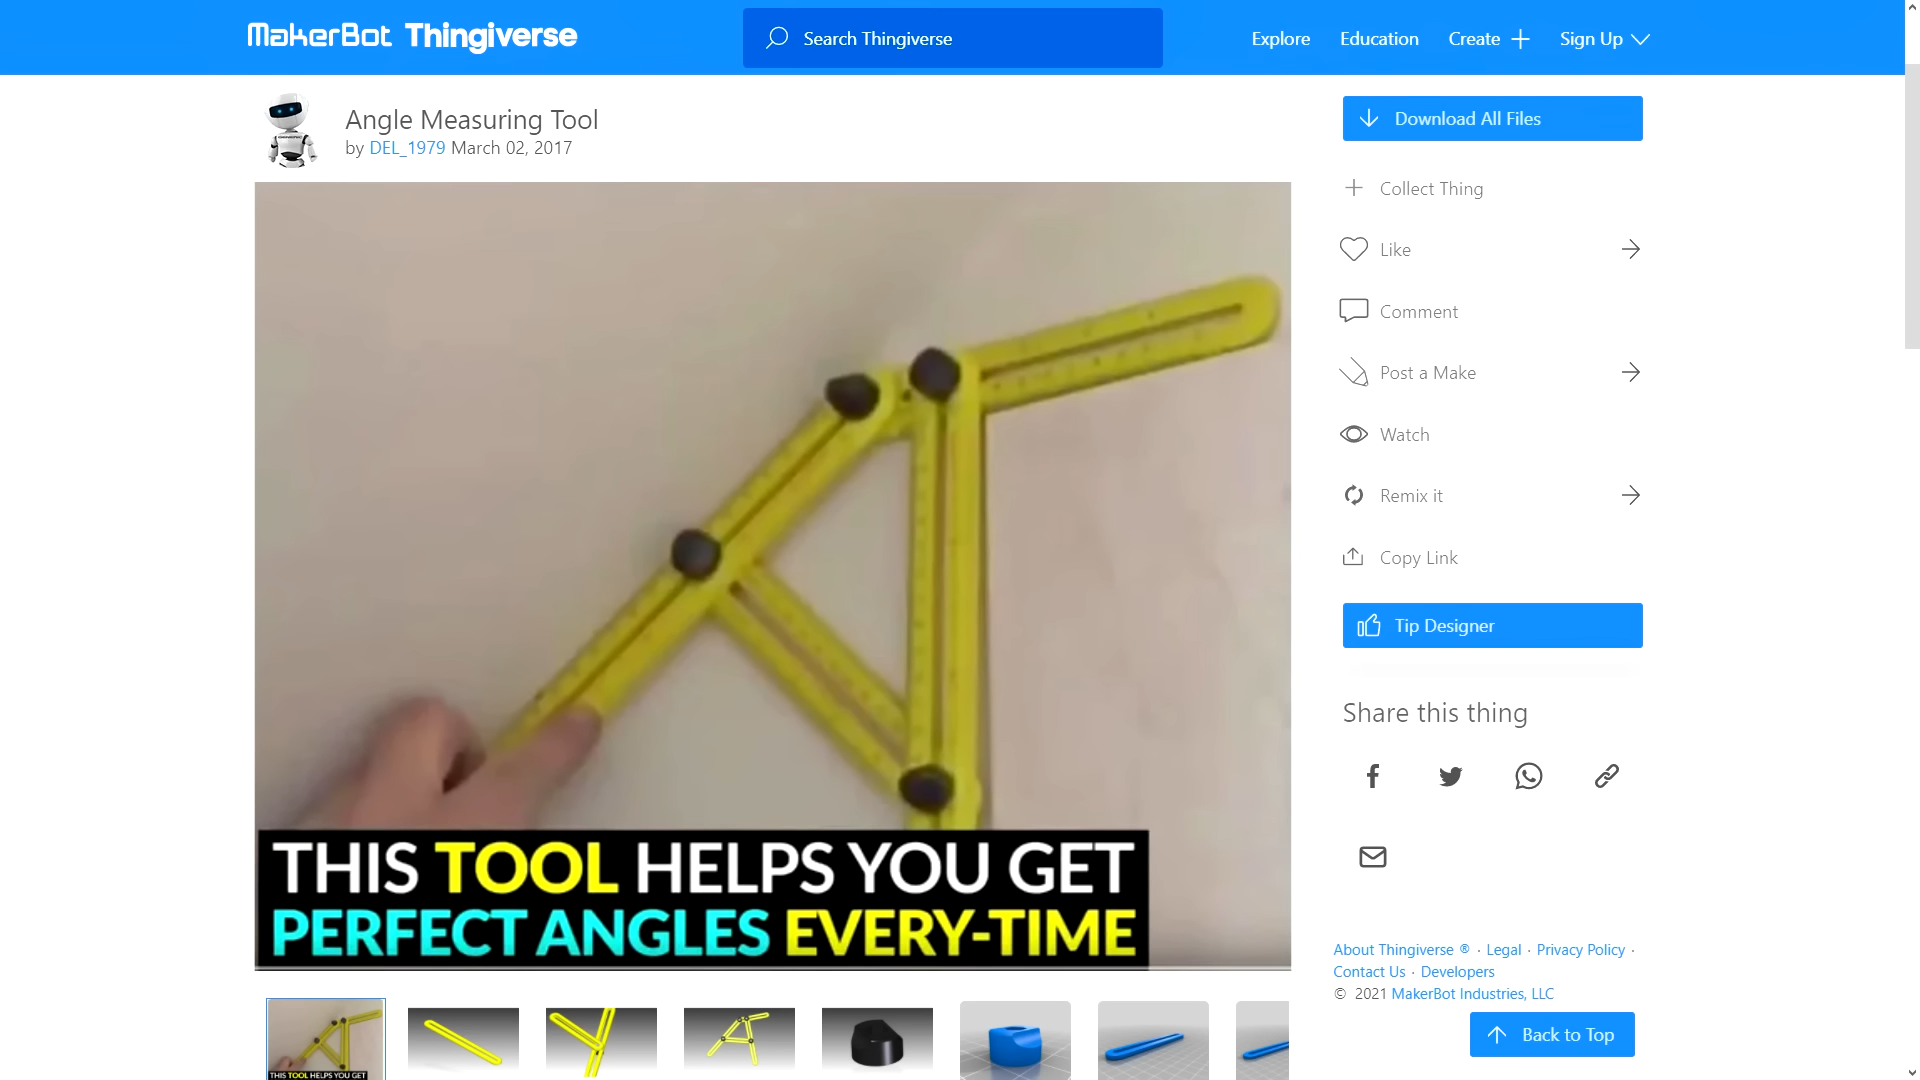 MakerBot Thingiverse
Search Thingiverse
Explore
Education
Create
Sign Up
Angle Measuring Tool
by DEL_1979 March 02, 2017
Download All Files
Collect Thing
Like
Comment
Post a Make
Watch
Remix it
Copy Link
Tip Designer
Share this thing
THIS TOOL HELPS YOU GET
PERFECT ANGLES EVERY-TIME
About Thingiverse ® · Legal · Privacy Policy ·
Contact Us · Developers
© 2021 MakerBot Industries, LLC
Back to Top
THIS TOOL HELPS YOU GET